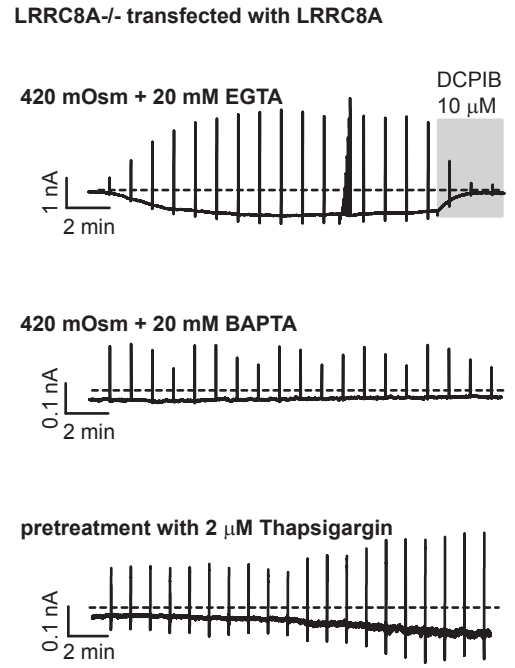 LRRC8A-/- transfected with LRRC8A
420 mOsm + 20 mM EGTA
DCPIB
10 μM
1 nA
2 min
420 mOsm + 20 mM BAPTA
0.1 nA
2 min
pretreatment with 2 μM Thapsigargin
0.1 nA
2 min